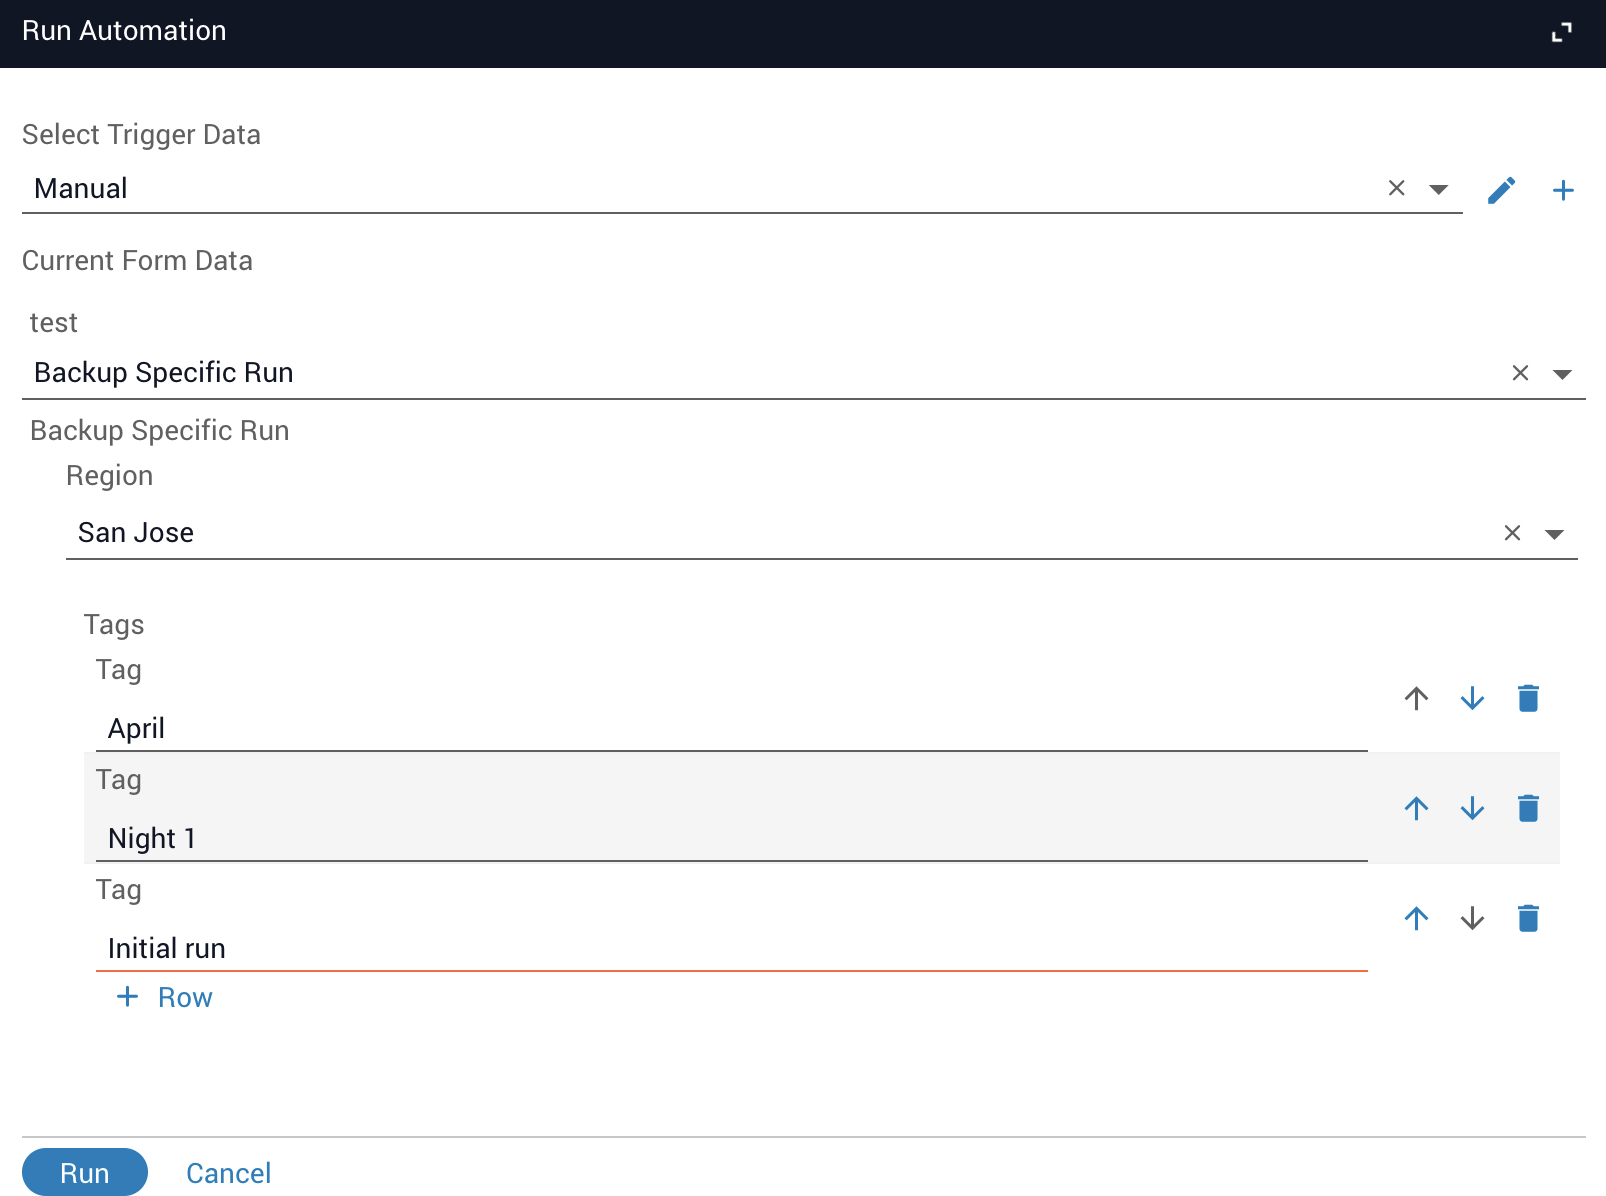 Run Automation
Select Trigger Data
Manual
Current Form Data
test
Backup Specific Run
Backup Specific Run
Region
San Jose
Tags
Tag
April
Tag
Night 1
Tag
Initial run
+ Row
Run Cancel